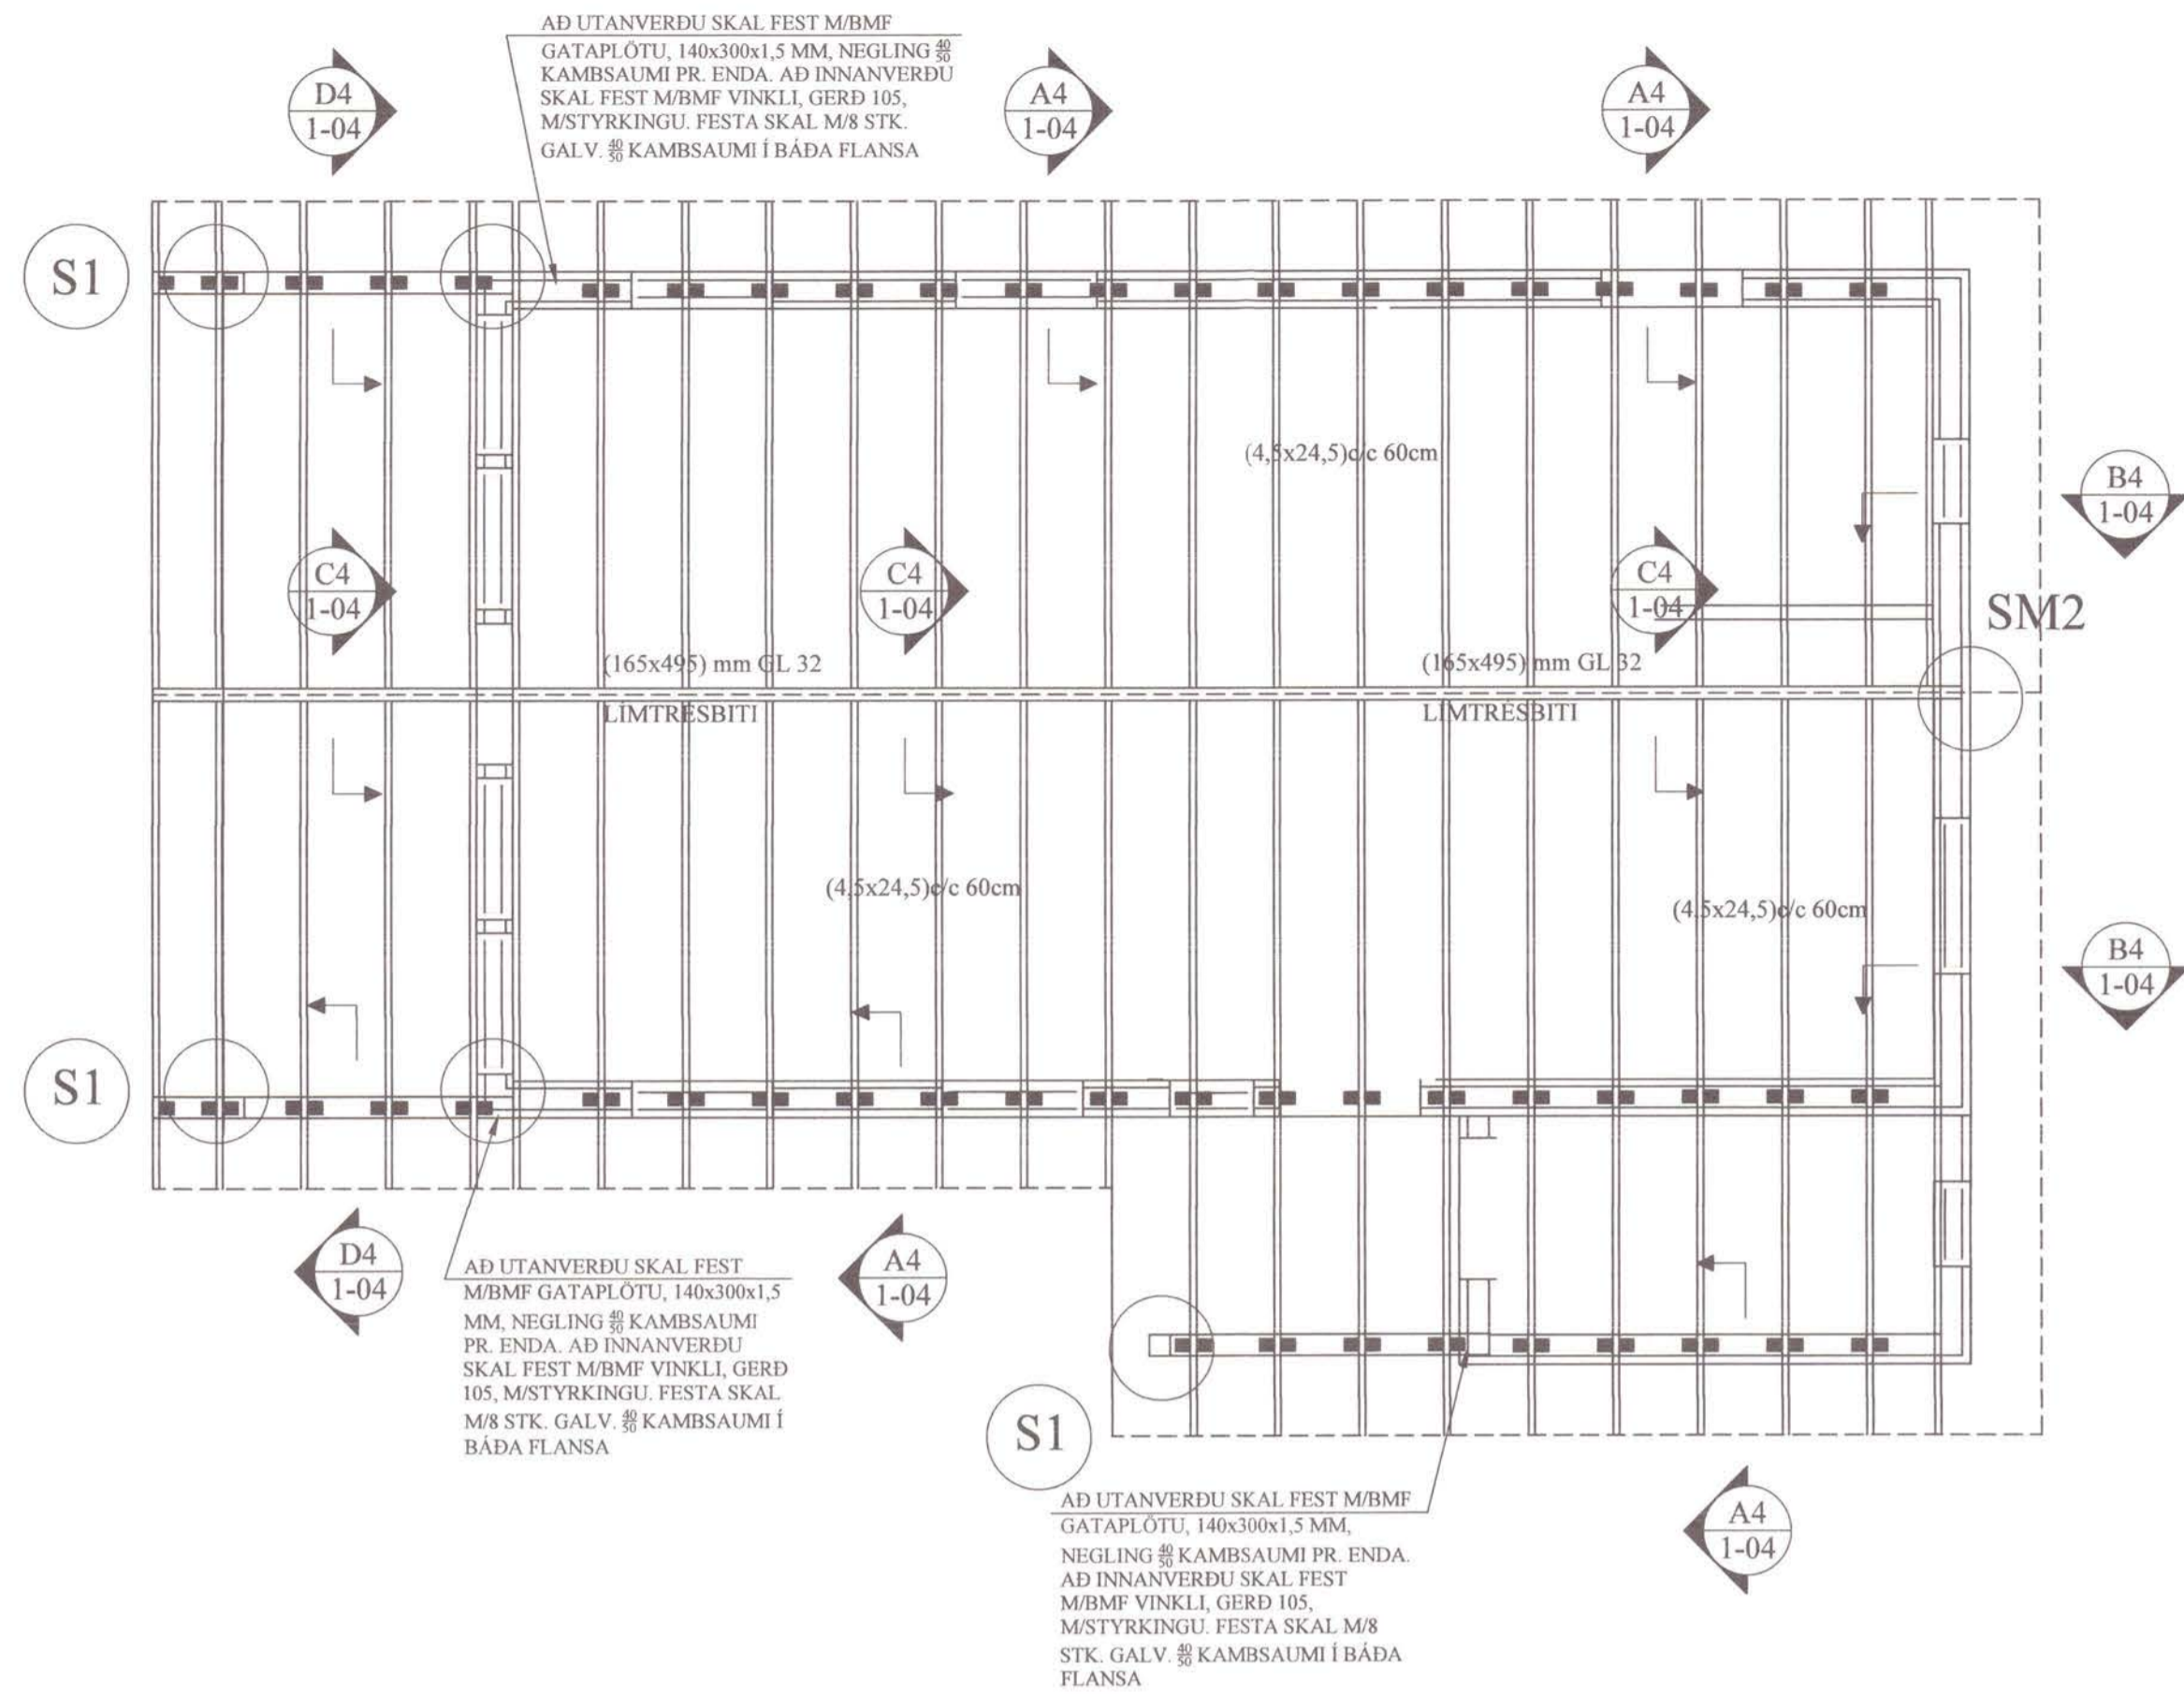 AÐ UTANVERÐU SKAL FEST M/BMF
GATAPLÖTU, 140x300x1,5 MM, NEGLING 40/50
KAMBSAUMI PR. ENDA. AÐ INNANVERÐU
SKAL FEST M/BMF VINKLI, GERÐ 105,
M/STYRKINGU. FESTA SKAL M/8 STK.
GALV. 40/50 KAMBSAUMI Í BÁÐA FLANSA
D4
1-04
A4
1-04
A4
1-04
S1
(4,5x24,5)c/c 60cm
B4
1-04
C4
1-04
C4
1-04
C4
1-04
SM2
(165x495) mm GL 32
LÍMTRÉSBITI
(165x495) mm GL 32
LÍMTRÉSBITI
(4,5x24,5)c/c 60cm
(4,5x24,5)c/c 60cm
B4
1-04
S1
D4
1-04
AÐ UTANVERÐU SKAL FEST
M/BMF GATAPLÖTU, 140x300x1,5
MM, NEGLING 40/50 KAMBSAUMI
PR. ENDA. AÐ INNANVERÐU
SKAL FEST M/BMF VINKLI, GERÐ
105, M/STYRKINGU. FESTA SKAL
M/8 STK. GALV. 40/50 KAMBSAUMI Í
BÁÐA FLANSA
A4
1-04
S1
AÐ UTANVERÐU SKAL FEST M/BMF
GATAPLÖTU, 140x300x1,5 MM,
NEGLING 40/50 KAMBSAUMI PR. ENDA.
AÐ INNANVERÐU SKAL FEST
M/BMF VINKLI, GERÐ 105,
M/STYRKINGU. FESTA SKAL M/8
STK. GALV. 40/50 KAMBSAUMI Í BÁÐA
FLANSA
A4
1-04